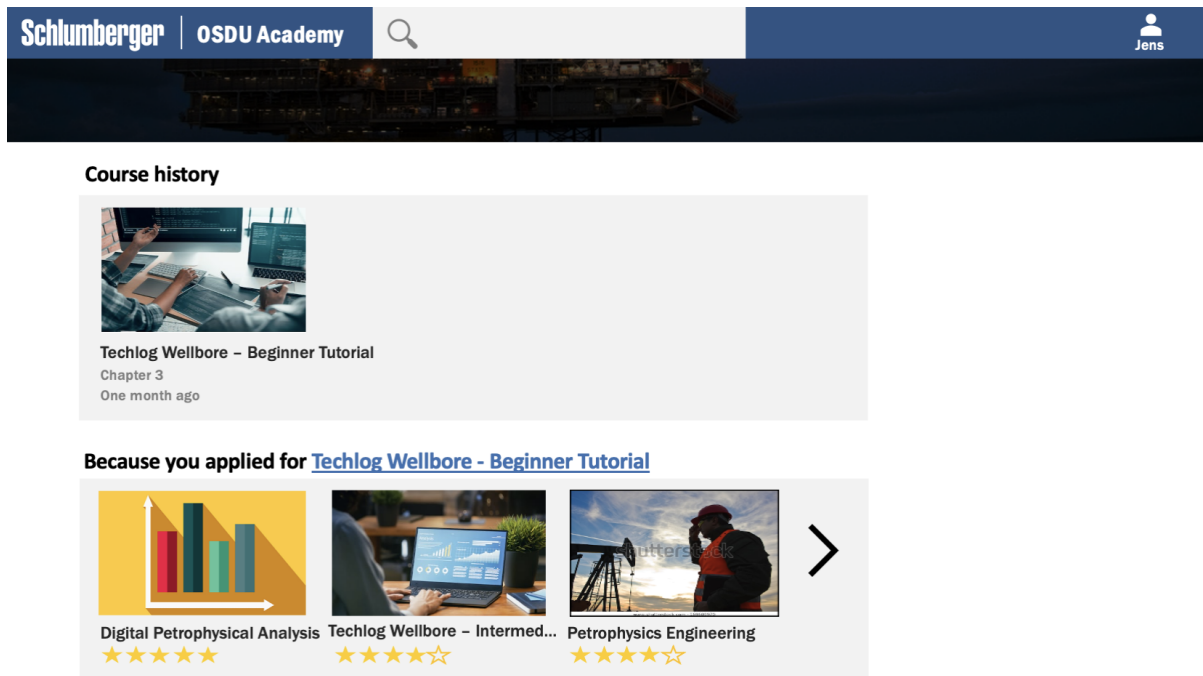 Schlumberger OSDU Academy
Jens
Course history
Techlog Wellbore – Beginner Tutorial
Chapter 3
One month ago
Because you applied for Techlog Wellbore - Beginner Tutorial
shutterstock
Digital Petrophysical Analysis
Techlog Wellbore – Intermed...
Petrophysics Engineering